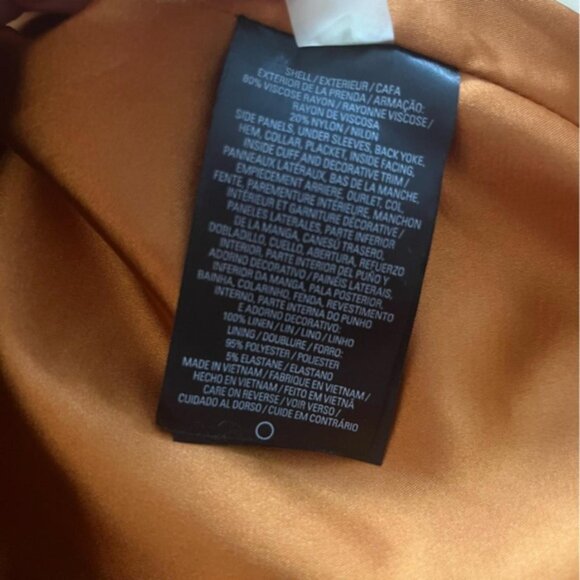 SHELL / EXTERIEUR / CAFA
EXTERIOR DE LA PRENDA / ARMAÇÃO:
80% VISCOSE RAYON / RAYONNE VISCOSE /
RAYON DE VISCOSA
20% NYLON / NILON
SIDE PANELS, UNDER SLEEVES, BACK YOKE,
HEM, COLLAR, PLACKET, INSIDE FACING,
INSIDE CUFF AND DECORATIVE TRIM /
PANNEAUX LATÉRAUX, BAS DE LA MANCHE,
EMPIECEMENT ARRIERE, OURLET, COL,
FENTE, PAREMENTURE INTÉRIEURE, MANCHON
INTÉRIEUR ET GARNITURE DÉCORATIVE /
PANELES LATERALES, PARTE INFERIOR
DE LA MANGA, CANESÚ TRASERO,
DOBLADILLO, CUELLO, ABERTURA, REFUERZO
INTERIOR, PARTE INTERIOR DEL PUÑO Y
ADORNO DECORATIVO / PAINÉIS LATERAIS,
INFERIOR DA MANGA, PALA POSTERIOR,
BAINHA, COLARINHO, FENDA, REVESTIMENTO
INTERNO, PARTE INTERNA DO PUNHO
E ADORNO DECORATIVO:
100% LINEN / LIN / LINO / LINHO
LINING / DOUBLURE / FORRO:
95% POLYESTER / POLIESTER
5% ELASTANE / ELASTANO
MADE IN VIETNAM / FABRIQUE EN VIETNAM /
HECHO EN VIETNAM / FEITO EM VIETNÃ
CARE ON REVERSE / VOIR VERSO /
CUIDADO AL DORSO / CUIDE EM CONTRÁRIO